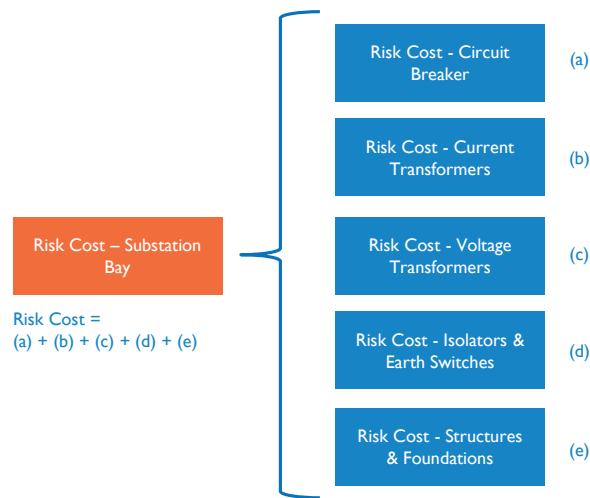 Risk Cost - Circuit
Breaker
(a)
Risk Cost - Current
Transformers
(b)
Risk Cost – Substation
Bay
Risk Cost =
(a) + (b) + (c) + (d) + (e)
Risk Cost - Voltage
Transformers
(c)
Risk Cost - Isolators &
Earth Switches
(d)
Risk Cost - Structures
& Foundations
(e)